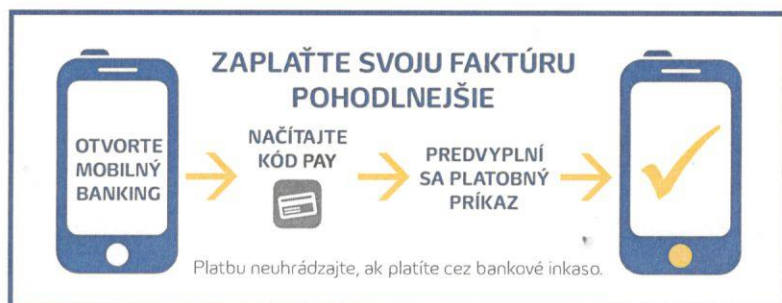 ZAPLAŤTE SVOJU FAKTÚRU
POHODLNEJŠIE
OTVORTE
MOBILNÝ
BANKING
NAČÍTAJTE
KÓD PAY
PREDVYPLNÍ
SA PLATOBNÝ
PRÍKAZ
Platbu neuhrádzajte, ak platíte cez bankové inkaso.